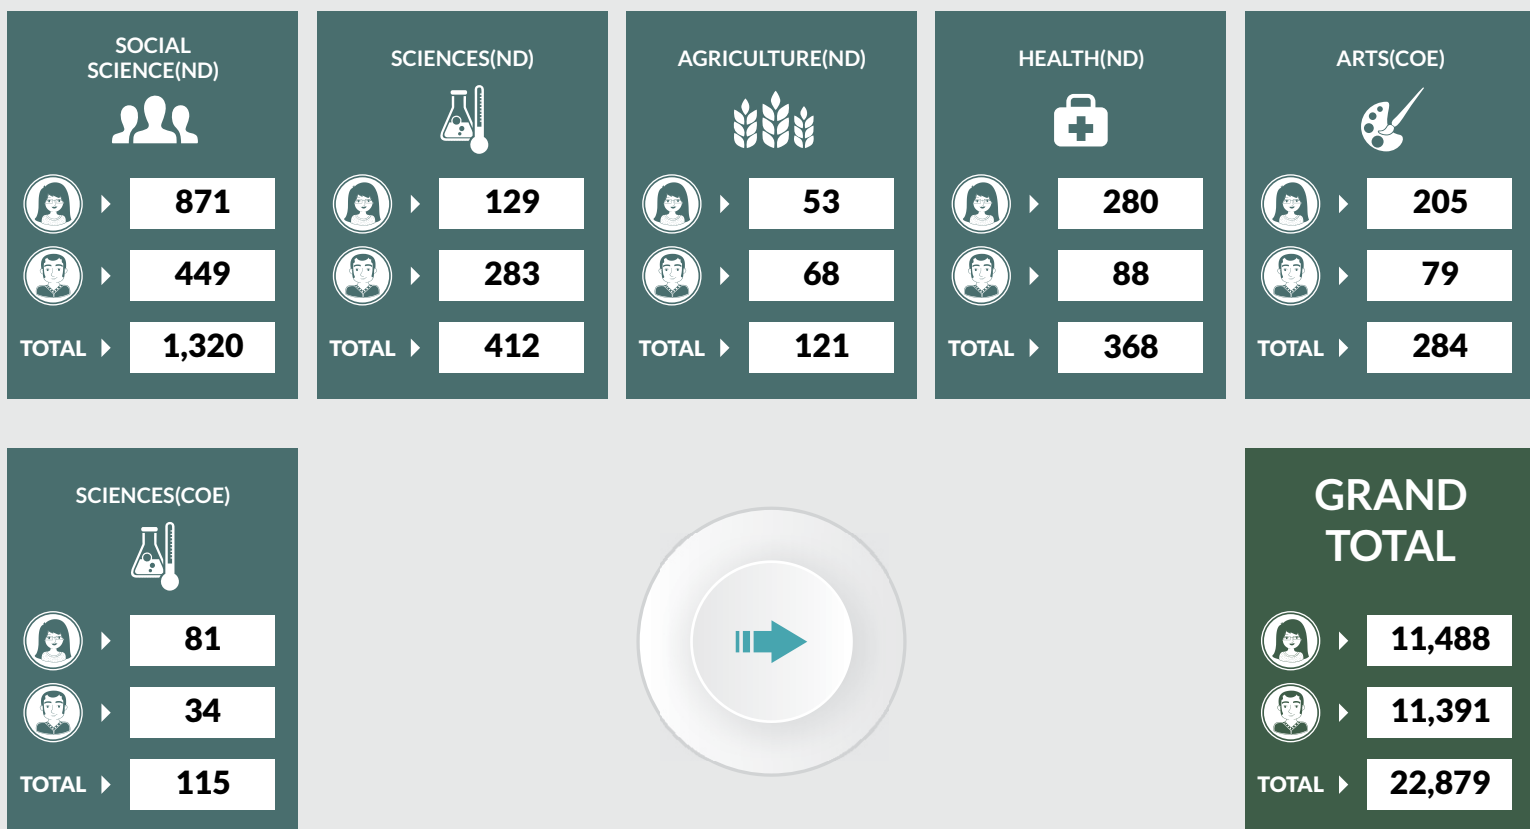 SOCIAL
SCIENCE(ND)
871
449
TOTAL 1,320
SCIENCES(ND)
129
283
TOTAL 412
AGRICULTURE(ND)
53
68
TOTAL 121
HEALTH(ND)
280
88
TOTAL 368
ARTS(COE)
205
79
TOTAL 284
SCIENCES(COE)
81
34
TOTAL 115
GRAND
TOTAL
11,488
11,391
TOTAL 22,879